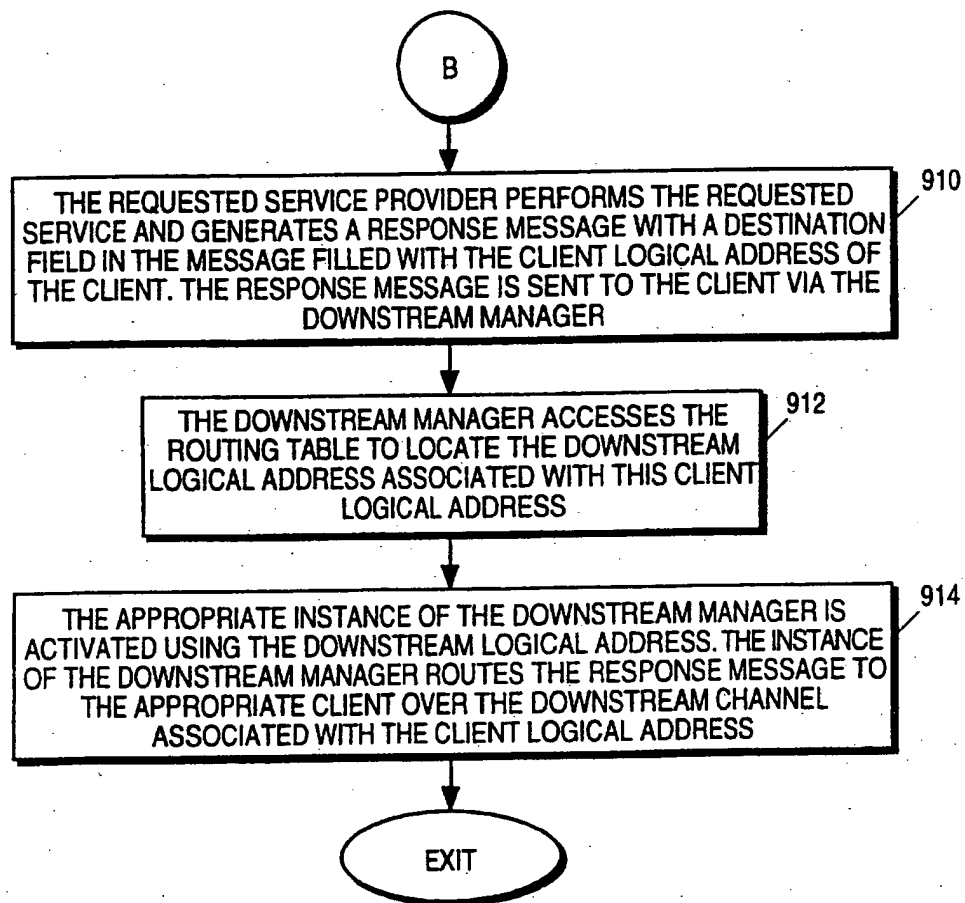 B
910
THE REQUESTED SERVICE PROVIDER PERFORMS THE REQUESTED
SERVICE AND GENERATES A RESPONSE MESSAGE WITH A DESTINATION
FIELD IN THE MESSAGE FILLED WITH THE CLIENT LOGICAL ADDRESS OF
THE CLIENT. THE RESPONSE MESSAGE IS SENT TO THE CLIENT VIA THE
DOWNSTREAM MANAGER
912
THE DOWNSTREAM MANAGER ACCESSES THE
ROUTING TABLE TO LOCATE THE DOWNSTREAM
LOGICAL ADDRESS ASSOCIATED WITH THIS CLIENT
LOGICAL ADDRESS
914
THE APPROPRIATE INSTANCE OF THE DOWNSTREAM MANAGER IS
ACTIVATED USING THE DOWNSTREAM LOGICAL ADDRESS. THE INSTANCE
OF THE DOWNSTREAM MANAGER ROUTES THE RESPONSE MESSAGE TO
THE APPROPRIATE CLIENT OVER THE DOWNSTREAM CHANNEL
ASSOCIATED WITH THE CLIENT LOGICAL ADDRESS
EXIT